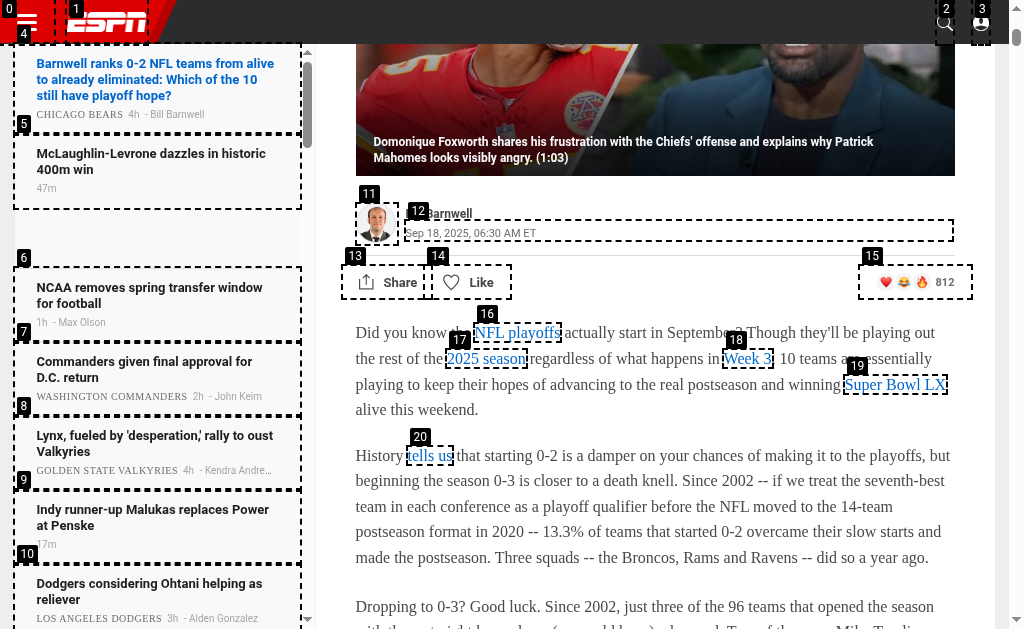 0
1
ESPN
2
3
4
Barnwell ranks 0-2 NFL teams from alive
to already eliminated: Which of the 10
still have playoff hope?
CHICAGO BEARS 4h - Bill Barnwell
5
McLaughlin-Levrone dazzles in historic
400m win
47m
6
NCAA removes spring transfer window
for football
1h - Max Olson
7
Commanders given final approval for
D.C. return
WASHINGTON COMMANDERS 2h - John Keim
8
Lynx, fueled by 'desperation,' rally to oust
Valkyries
GOLDEN STATE VALKYRIES 4h - Kendra Andre...
9
Indy runner-up Malukas replaces Power
at Penske
17m
10
Dodgers considering Ohtani helping as
reliever
LOS ANGELES DODGERS 3h - Alden Gonzalez
Domonique Foxworth shares his frustration with the Chiefs' offense and explains why Patrick
Mahomes looks visibly angry. (1:03)
11
12
Barnwell
Sep 18, 2025, 06:30 AM ET
13
14
15
Share
Like
812
16
Did you know the NFL playoffs actually start in September? Though they'll be playing out
17
18
the rest of the 2025 season regardless of what happens in Week 3, 10 teams are essentially
19
playing to keep their hopes of advancing to the real postseason and winning Super Bowl LX
alive this weekend.
20
History tells us that starting 0-2 is a damper on your chances of making it to the playoffs, but
beginning the season 0-3 is closer to a death knell. Since 2002 -- if we treat the seventh-best
team in each conference as a playoff qualifier before the NFL moved to the 14-team
postseason format in 2020 -- 13.3% of teams that started 0-2 overcame their slow starts and
made the postseason. Three squads -- the Broncos, Rams and Ravens -- did so a year ago.
Dropping to 0-3? Good luck. Since 2002, just three of the 96 teams that opened the season